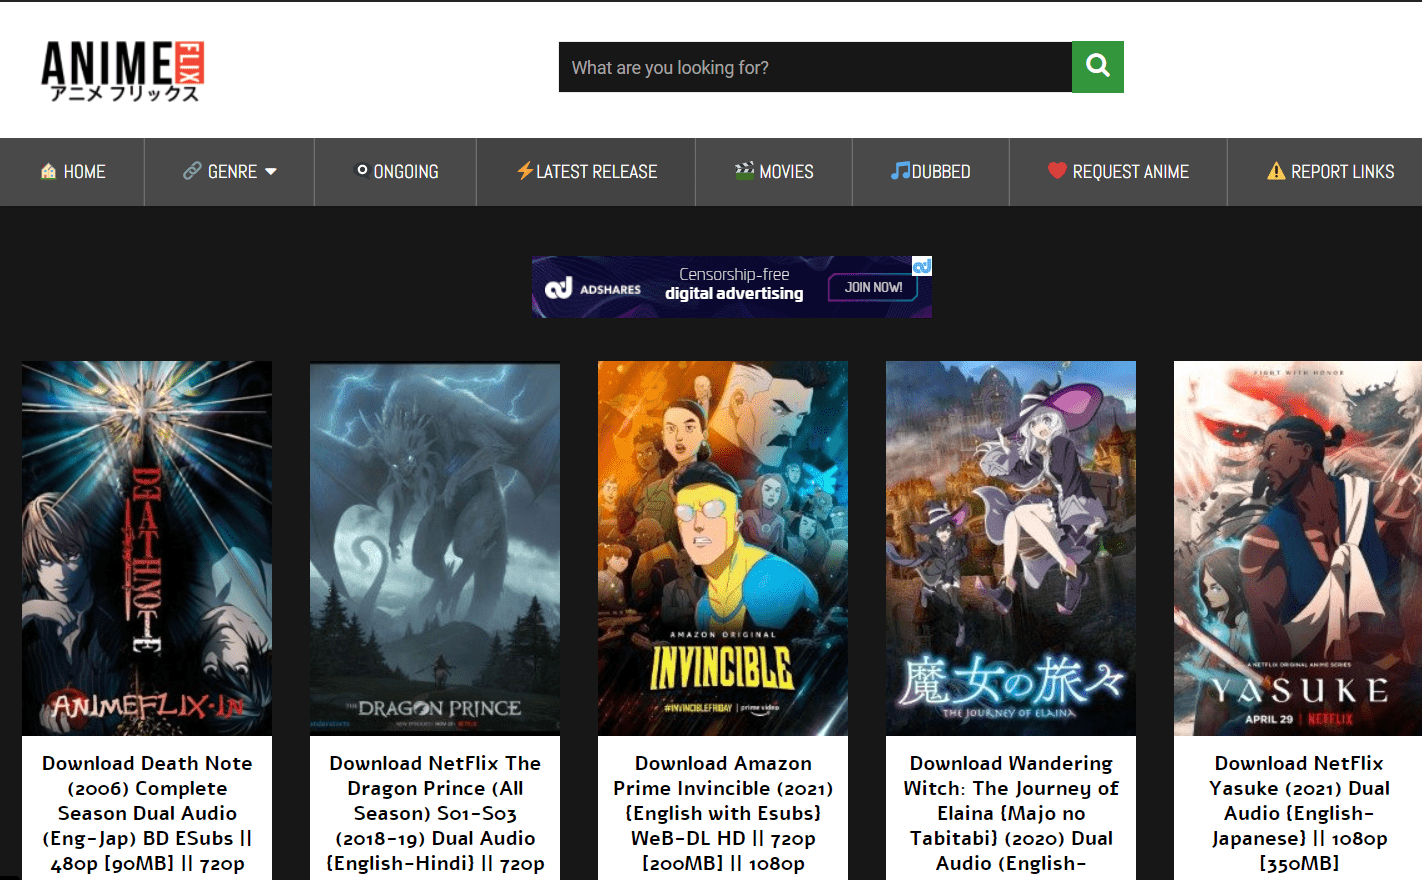 ANIME FLIX
アニメ フリックス
What are you looking for?
HOME
GENRE
ONGOING
LATEST RELEASE
MOVIES
DUBBED
REQUEST ANIME
REPORT LINKS
ADSHARES
Censorship-free
digital advertising
JOIN NOW!
DEATH NOTE
ANIMEFLIX.IN
THE DRAGON PRINCE
NETFLIX
AMAZON ORIGINAL
INVINCIBLE
#INVINCIBLEFRIDAY | prime video
魔女の旅々
THE JOURNEY OF ELAINA
FIGHT WITH HONOR
A NETFLIX ORIGINAL ANIME SERIES
YASUKE
APRIL 29 | NETFLIX
Download Death Note
(2006) Complete
Season Dual Audio
(Eng-Jap) BD ESubs ||
480p [90MB] || 720p
Download NetFlix The
Dragon Prince (All
Season) S01-S03
(2018-19) Dual Audio
{English-Hindi} || 720p
Download Amazon
Prime Invincible (2021)
{English with Esubs}
WeB-DL HD || 720p
[200MB] || 1080p
Download Wandering
Witch: The Journey of
Elaina {Majo no
Tabitabi} (2020) Dual
Audio (English-
Download NetFlix
Yasuke (2021) Dual
Audio {English-
Japanese} || 1080p
[350MB]